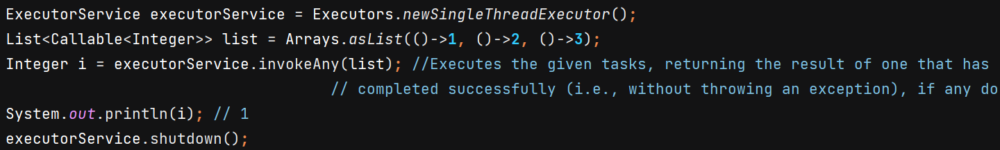 ExecutorService executorService = Executors.newSingleThreadExecutor();
List<Callable<Integer>> list = Arrays.asList(()->1, ()->2, ()->3);
Integer i = executorService.invokeAny(list); //Executes the given tasks, returning the result of one that has
// completed successfully (i.e., without throwing an exception), if any do
System.out.println(i); // 1
executorService.shutdown();